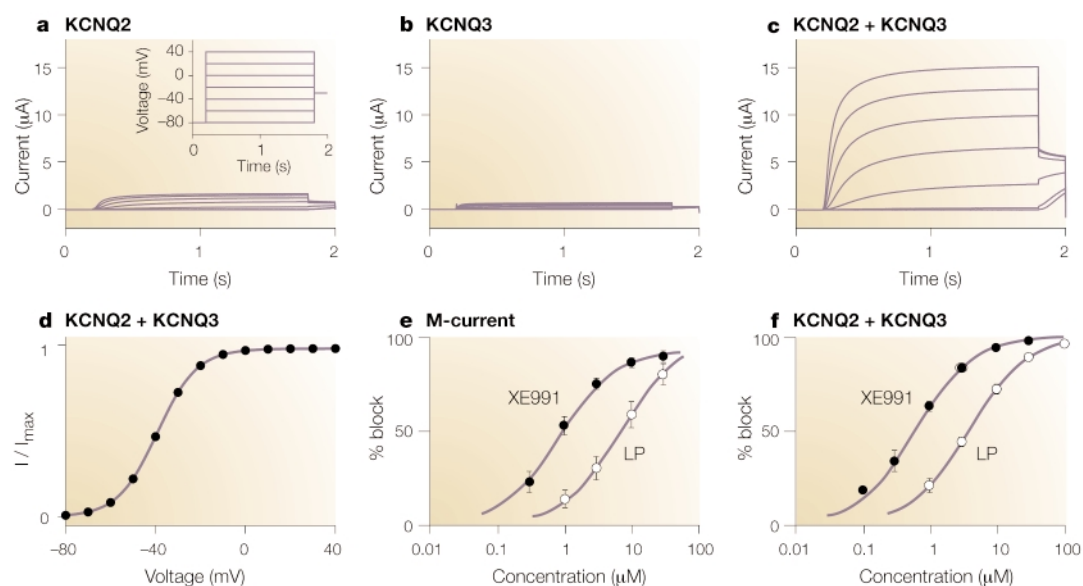 a KCNQ2
Current (μA)
15
10
5
0
0
1
2
Time (s)
Voltage (mV)
40
0
−40
−80
0
1
2
Time (s)
b KCNQ3
Current (μA)
15
10
5
0
0
1
2
Time (s)
c KCNQ2 + KCNQ3
Current (μA)
15
10
5
0
0
1
2
Time (s)
d KCNQ2 + KCNQ3
I / Imax
1
0
−80
−40
0
40
Voltage (mV)
e M-current
% block
100
50
0
XE991
LP
0.01
0.1
1
10
100
Concentration (μM)
f KCNQ2 + KCNQ3
% block
100
50
0
XE991
LP
0.01
0.1
1
10
100
Concentration (μM)